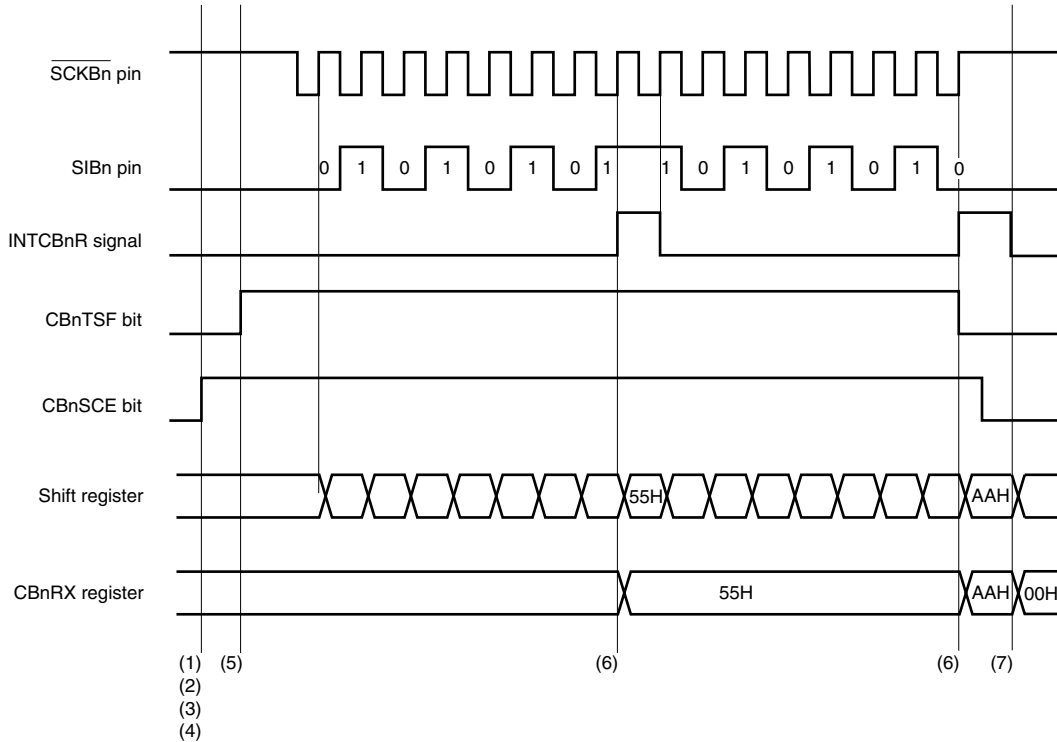 SCKBn pin
SIBn pin
0 1 0 1 0 1 0 1 1 0 1 0 1 0 1 0
INTCBnR signal
CBnTSF bit
CBnSCE bit
Shift register
55H
AAH
CBnRX register
55H
AAH
00H
(1) (5) (6) (6) (7)
(2)
(3)
(4)